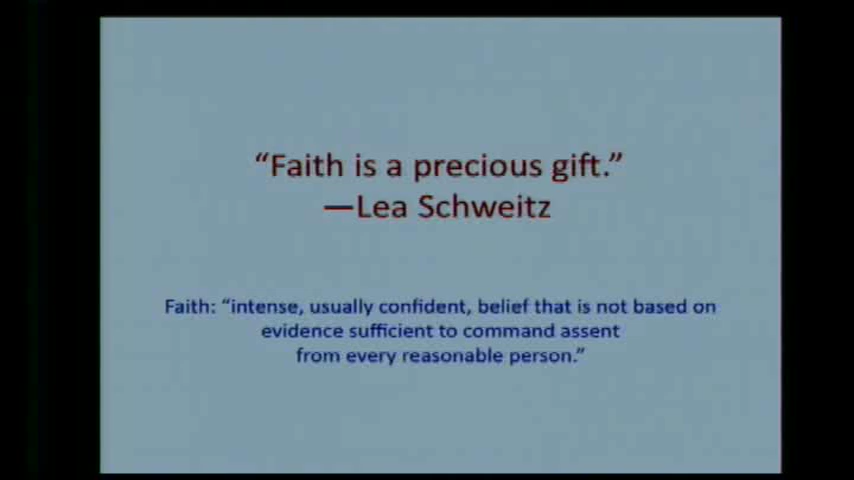 “Faith is a precious gift.”
—Lea Schweitz
Faith: “intense, usually confident, belief that is not based on
evidence sufficient to command assent
from every reasonable person.”